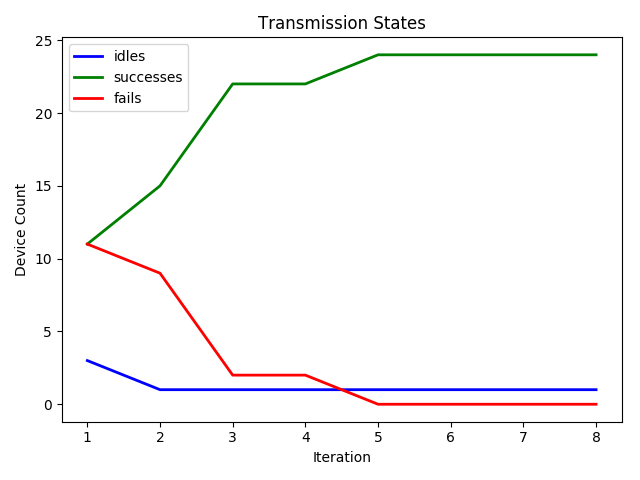 Transmission States
idles
successes
fails
Device Count
25
20
15
10
5
0
1 2 3 4 5 6 7 8
Iteration